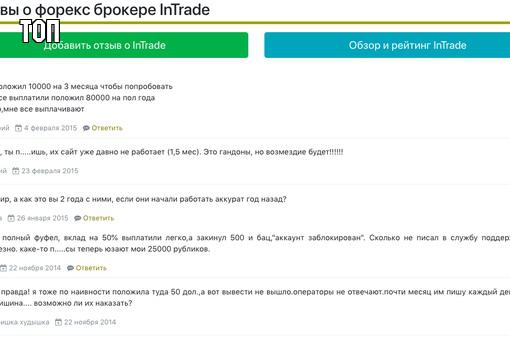 вы о форекс брокере InTrade
ТОП
Добавить отзыв о InTrade
Обзор и рейтинг InTrade
оложил 10000 на 3 месяца чтобы попробовать
се выплатили положил 80000 на пол года
о,мне все выплачивают
ий 4 февраля 2015 Ответить
, ты п.....ишь, их сайт уже давно не работает (1,5 мес). Это гандоны, но возмездие будет!!!!!!
ий 23 февраля 2015
ир, а как это вы 2 года с ними, если они начали работать аккурат год назад?
а 26 января 2015 Ответить
полный фуфел, вклад на 50% выплатили легко,а закинул 500 и бац,"аккаунт заблокирован". Сколько не писал в службу поддер
езно. каке-то п.....сы теперь юзают мои 25000 рубликов.
22 ноября 2014 Ответить
правда! я тоже по наивности положила туда 50 дол.,а вот вывести не вышло.операторы не отвечают.почти месяц им пишу каждый де
ишина.... возможно ли их наказать?
ишка худышка 22 ноября 2014